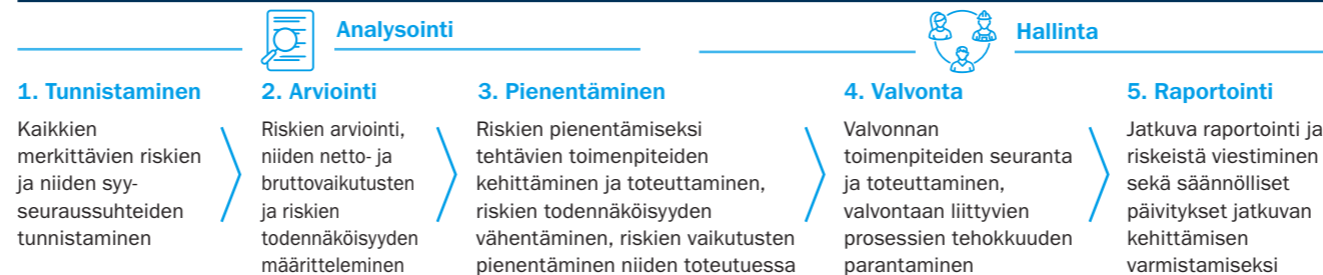 Analysointi
Hallinta
1. Tunnistaminen
Kaikkien
merkittävien riskien
ja niiden syy-
seuraussuhteiden
tunnistaminen
2. Arviointi
Riskien arviointi,
niiden netto- ja
bruttovaikutusten
ja riskien
todennäköisyyden
määritteleminen
3. Pienentäminen
Riskien pienentämiseksi
tehtävien toimenpiteiden
kehittäminen ja toteuttaminen,
riskien todennäköisyyden
vähentäminen, riskien vaikutusten
pienentäminen niiden toteutuessa
4. Valvonta
Valvonnan
toimenpiteiden seuranta
ja toteuttaminen,
valvontaan liittyvien
prosessien tehokkuuden
parantaminen
5. Raportointi
Jatkuva raportointi ja
riskeistä viestiminen
sekä säännölliset
päivitykset jatkuvan
kehittämisen
varmistamiseksi